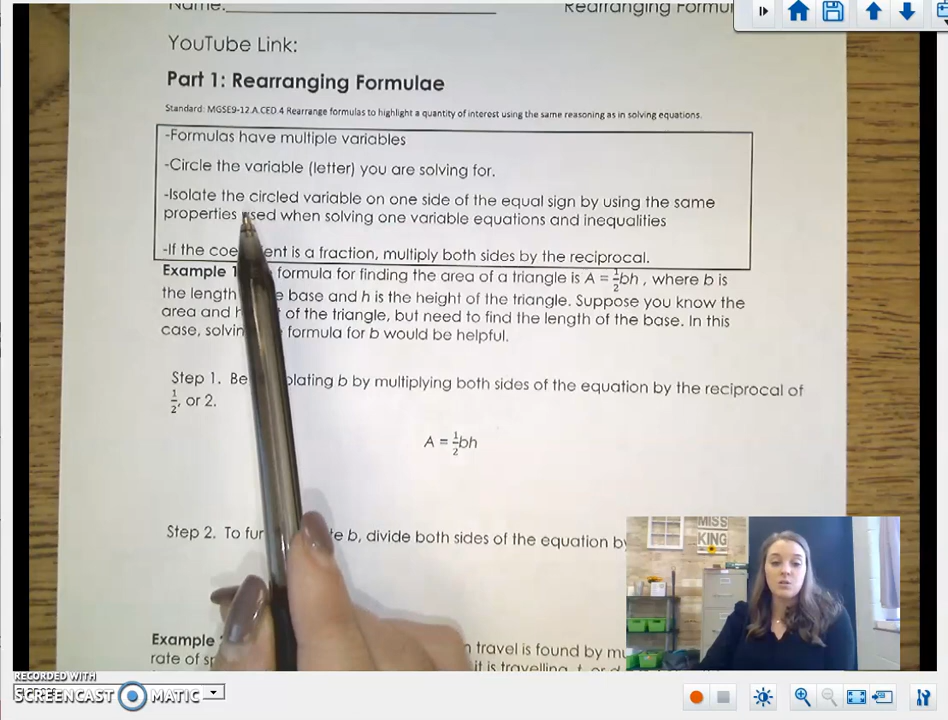 Name:
Rearranging Formu
YouTube Link:
Part 1: Rearranging Formulae
Standard: MGSE9-12.A.CED.4 Rearrange formulas to highlight a quantity of interest using the same reasoning as in solving equations.
-Formulas have multiple variables
-Circle the variable (letter) you are solving for.
-Isolate the circled variable on one side of the equal sign by using the same
properties used when solving one variable equations and inequalities
-If the coe ent is a fraction, multiply both sides by the reciprocal.
Example 1 formula for finding the area of a triangle is A = ½bh , where b is
the length e base and h is the height of the triangle. Suppose you know the
area and h of the triangle, but need to find the length of the base. In this
case, solvin formula for b would be helpful.
Step 1. Be olating b by multiplying both sides of the equation by the reciprocal of
½, or 2.
A = ½bh
Step 2. To fur te b, divide both sides of the equation by
MISS
KING
Example
travel is found by mu
rate of sp it is travelling, t, or d
RECORDED WITH
SCREENCAST MATIC